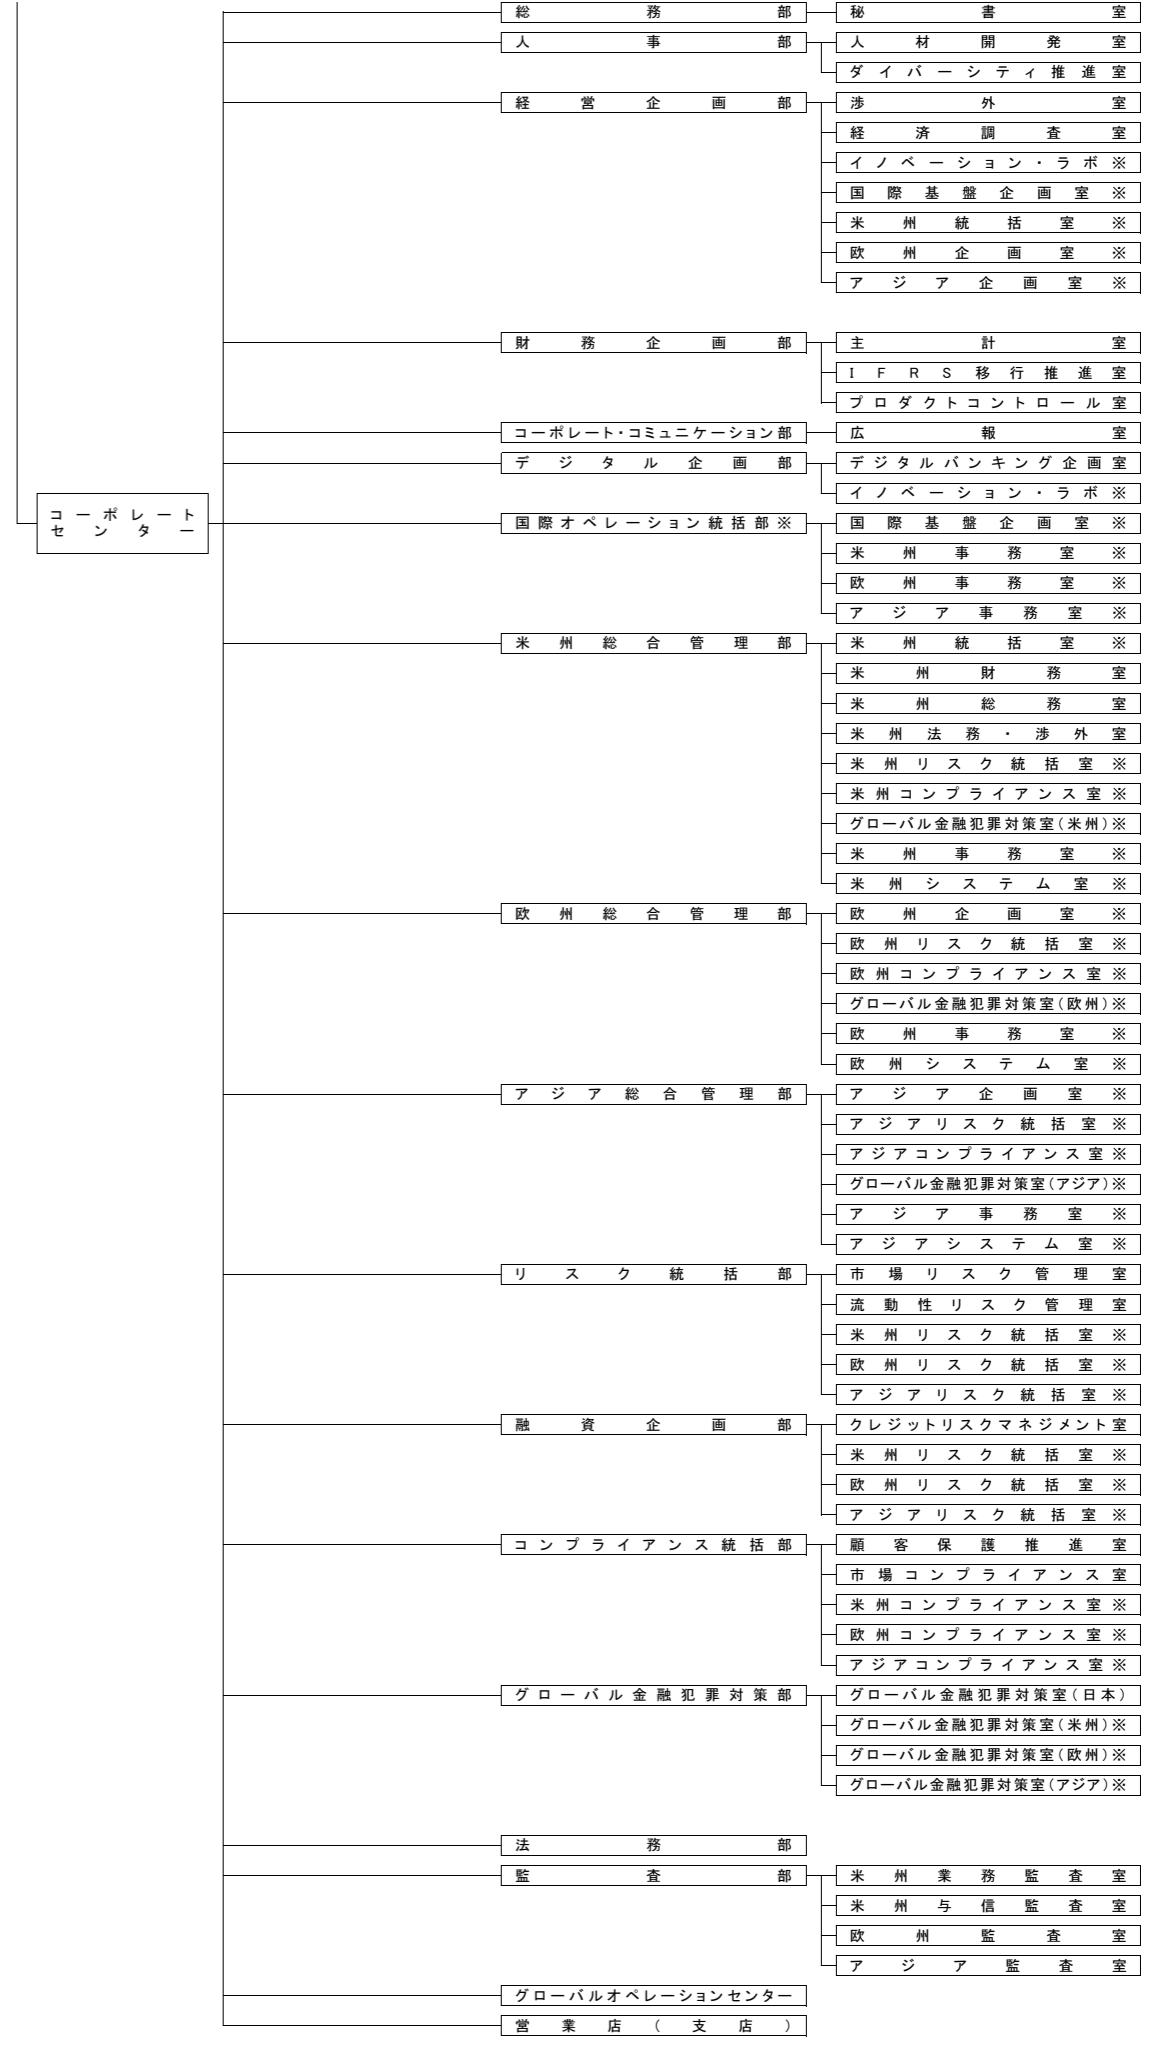 総務部 秘書室
人事部 人材開発室
ダイバーシティ推進室
経営企画部 渉外室
経済調査室
イノベーション・ラボ※
国際基盤企画室※
米州統括室※
欧州企画室※
アジア企画室※
財務企画部 主計室
IFRS移行推進室
プロダクトコントロール室
コーポレート・コミュニケーション部 広報室
デジタル企画部 デジタルバンキング企画室
イノベーション・ラボ※
コーポレート
センター
国際オペレーション統括部※ 国際基盤企画室※
米州事務室※
欧州事務室※
アジア事務室※
米州総合管理部 米州統括室※
米州財務室
米州総務室
米州法務・渉外室
米州リスク統括室※
米州コンプライアンス室※
グローバル金融犯罪対策室(米州)※
米州事務室※
米州システム室※
欧州総合管理部 欧州企画室※
欧州リスク統括室※
欧州コンプライアンス室※
グローバル金融犯罪対策室(欧州)※
欧州事務室※
欧州システム室※
アジア総合管理部 アジア企画室※
アジアリスク統括室※
アジアコンプライアンス室※
グローバル金融犯罪対策室(アジア)※
アジア事務室※
アジアシステム室※
リスク統括部 市場リスク管理室
流動性リスク管理室
米州リスク統括室※
欧州リスク統括室※
アジアリスク統括室※
融資企画部 クレジットリスクマネジメント室
米州リスク統括室※
欧州リスク統括室※
アジアリスク統括室※
コンプライアンス統括部 顧客保護推進室
市場コンプライアンス室
米州コンプライアンス室※
欧州コンプライアンス室※
アジアコンプライアンス室※
グローバル金融犯罪対策部 グローバル金融犯罪対策室(日本)
グローバル金融犯罪対策室(米州)※
グローバル金融犯罪対策室(欧州)※
グローバル金融犯罪対策室(アジア)※
法務部
監査部 米州業務監査室
米州与信監査室
欧州監査室
アジア監査室
グローバルオペレーションセンター
営業店(支店)